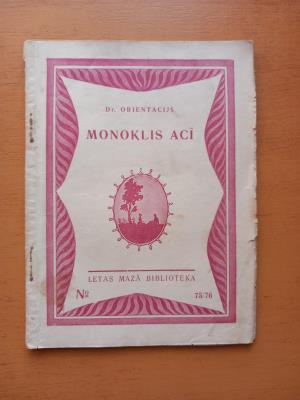 Dr. ORIENTACIJS
MONOKLIS ACĪ
LETAS MAZĀ BIBLIOTEKA
No 75/76